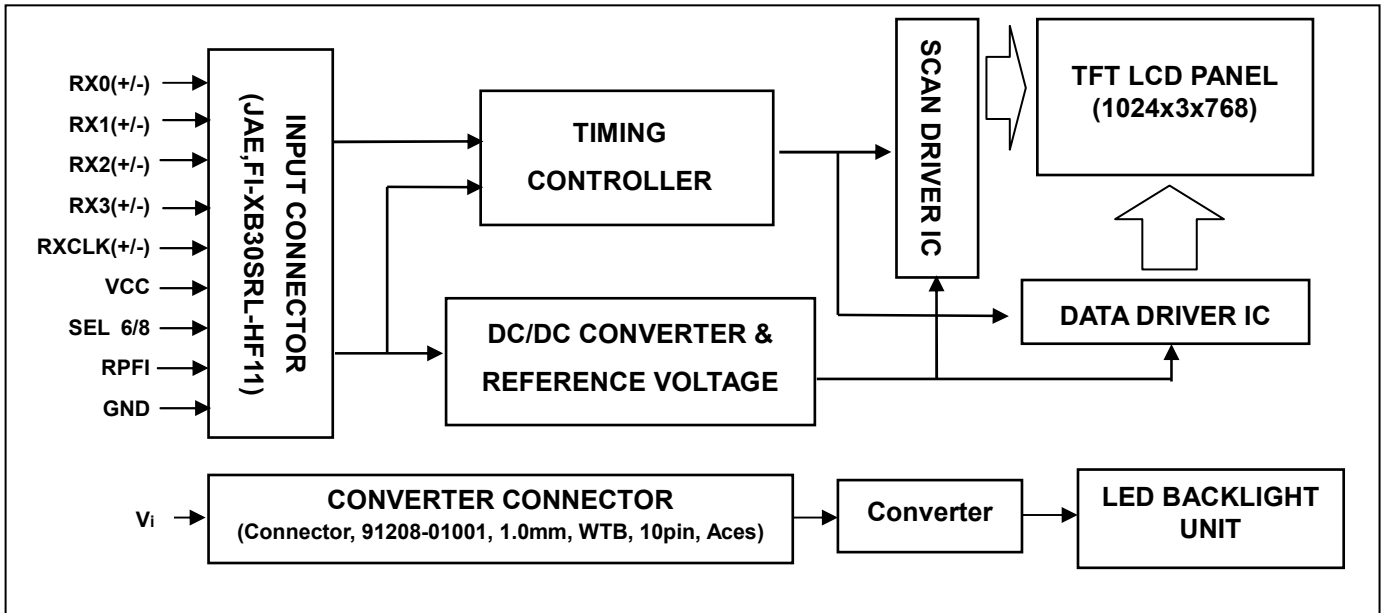 RX0(+/-)
RX1(+/-)
RX2(+/-)
RX3(+/-)
RXCLK(+/-)
VCC
SEL 6/8
RPFI
GND
INPUT CONNECTOR
(JAE,FI-XB30SRL-HF11)
TIMING
CONTROLLER
DC/DC CONVERTER &
REFERENCE VOLTAGE
SCAN DRIVER IC
TFT LCD PANEL
(1024x3x768)
DATA DRIVER IC
Vi
CONVERTER CONNECTOR
(Connector, 91208-01001, 1.0mm, WTB, 10pin, Aces)
Converter
LED BACKLIGHT
UNIT